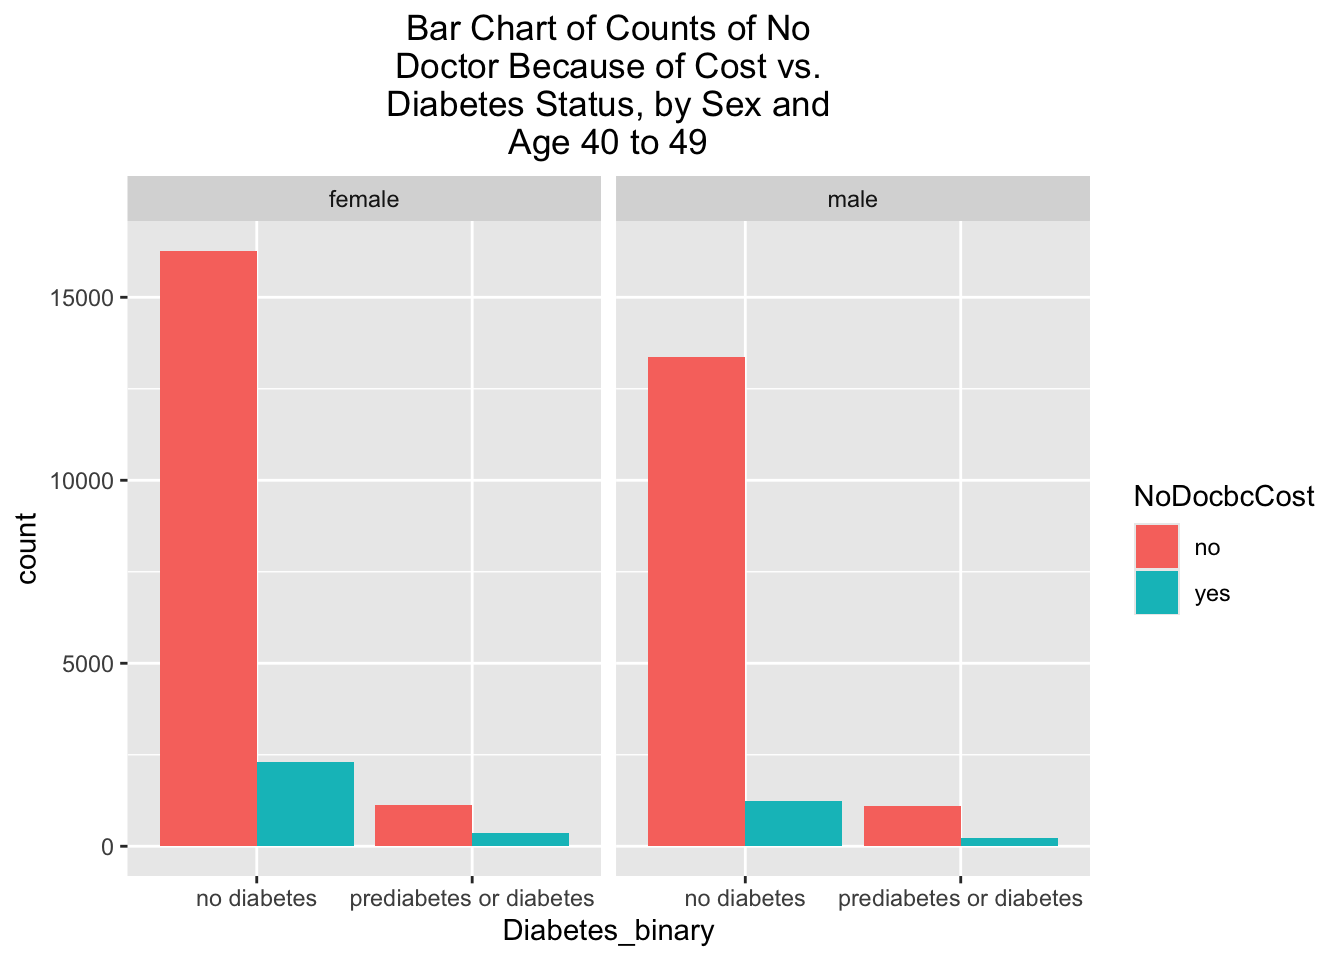 Bar Chart of Counts of No
Doctor Because of Cost vs.
Diabetes Status, by Sex and
Age 40 to 49
female
male
15000
10000
5000
0
count
no diabetes
prediabetes or diabetes
no diabetes
prediabetes or diabetes
Diabetes_binary
NoDocbcCost
no
yes